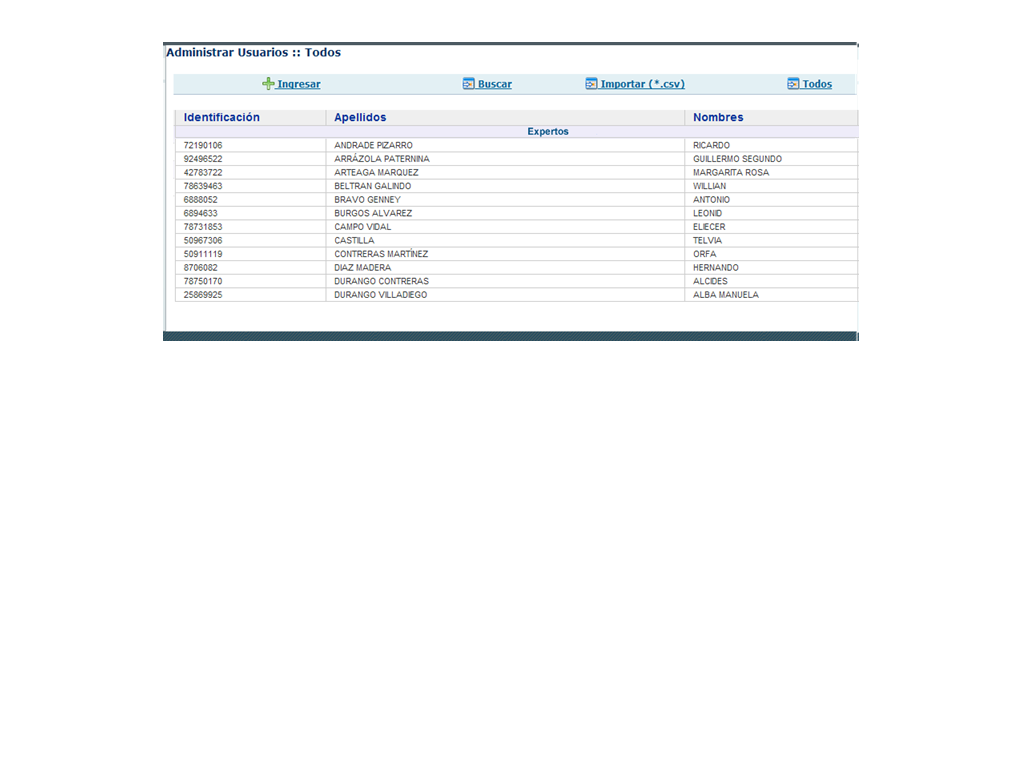 Administrar Usuarios :: Todos
Ingresar Buscar Importar (*.csv) Todos
Identificación Apellidos Nombres
Expertos
72190106 ANDRADE PIZARRO RICARDO
92496522 ARRÁZOLA PATERNINA GUILLERMO SEGUNDO
42783722 ARTEAGA MARQUEZ MARGARITA ROSA
78639463 BELTRAN GALINDO WILLIAN
6888052 BRAVO GENNEY ANTONIO
6894633 BURGOS ALVAREZ LEONID
78731853 CAMPO VIDAL ELIECER
50967306 CASTILLA TELVIA
50911119 CONTRERAS MARTÍNEZ ORFA
8706082 DIAZ MADERA HERNANDO
78750170 DURANGO CONTRERAS ALCIDES
25869925 DURANGO VILLADIEGO ALBA MANUELA